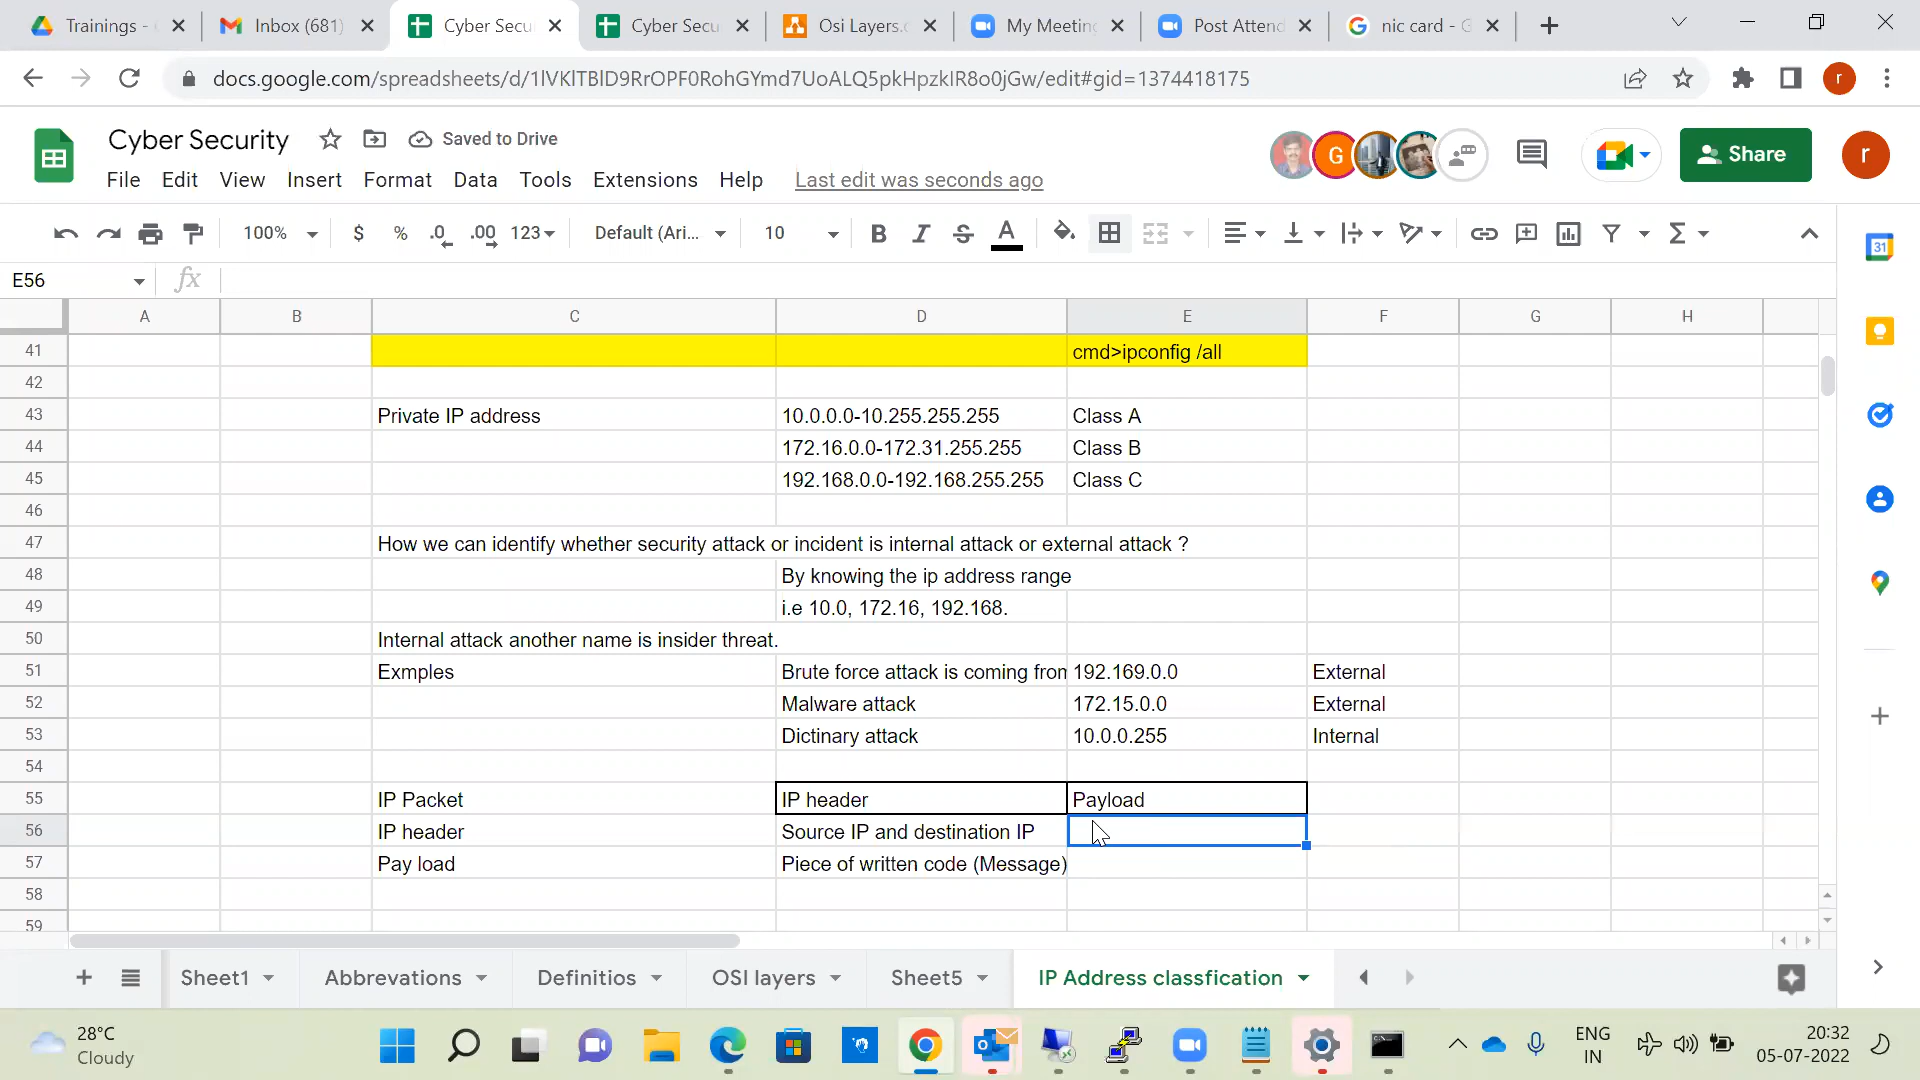 Trainings -
Inbox (681)
Cyber Secu
Cyber Secu
Osi Layers.c
My Meetin
Post Attend
nic card - G
docs.google.com/spreadsheets/d/1lVKlTBlD9RrOPF0RohGYmd7UoALQ5pkHpzkIR8o0jGw/edit#gid=1374418175
r
Cyber Security
Saved to Drive
G
Share
r
File Edit View Insert Format Data Tools Extensions Help Last edit was seconds ago
100% $ % .0 .00 123 Default (Ari... 10 B I S A
31
E56 fx
A B C D E F G H
41 cmd>ipconfig /all
42
43 Private IP address 10.0.0.0-10.255.255.255 Class A
44 172.16.0.0-172.31.255.255 Class B
45 192.168.0.0-192.168.255.255 Class C
46
47 How we can identify whether security attack or incident is internal attack or external attack ?
48 By knowing the ip address range
49 i.e 10.0, 172.16, 192.168.
50 Internal attack another name is insider threat.
51 Exmples Brute force attack is coming from 192.169.0.0 External
52 Malware attack 172.15.0.0 External
53 Dictinary attack 10.0.0.255 Internal
54
55 IP Packet IP header Payload
56 IP header Source IP and destination IP
57 Pay load Piece of written code (Message)
58
59
Sheet1 Abbrevations Definitios OSI layers Sheet5 IP Address classfication
28°C
Cloudy
ENG
IN
20:32
05-07-2022